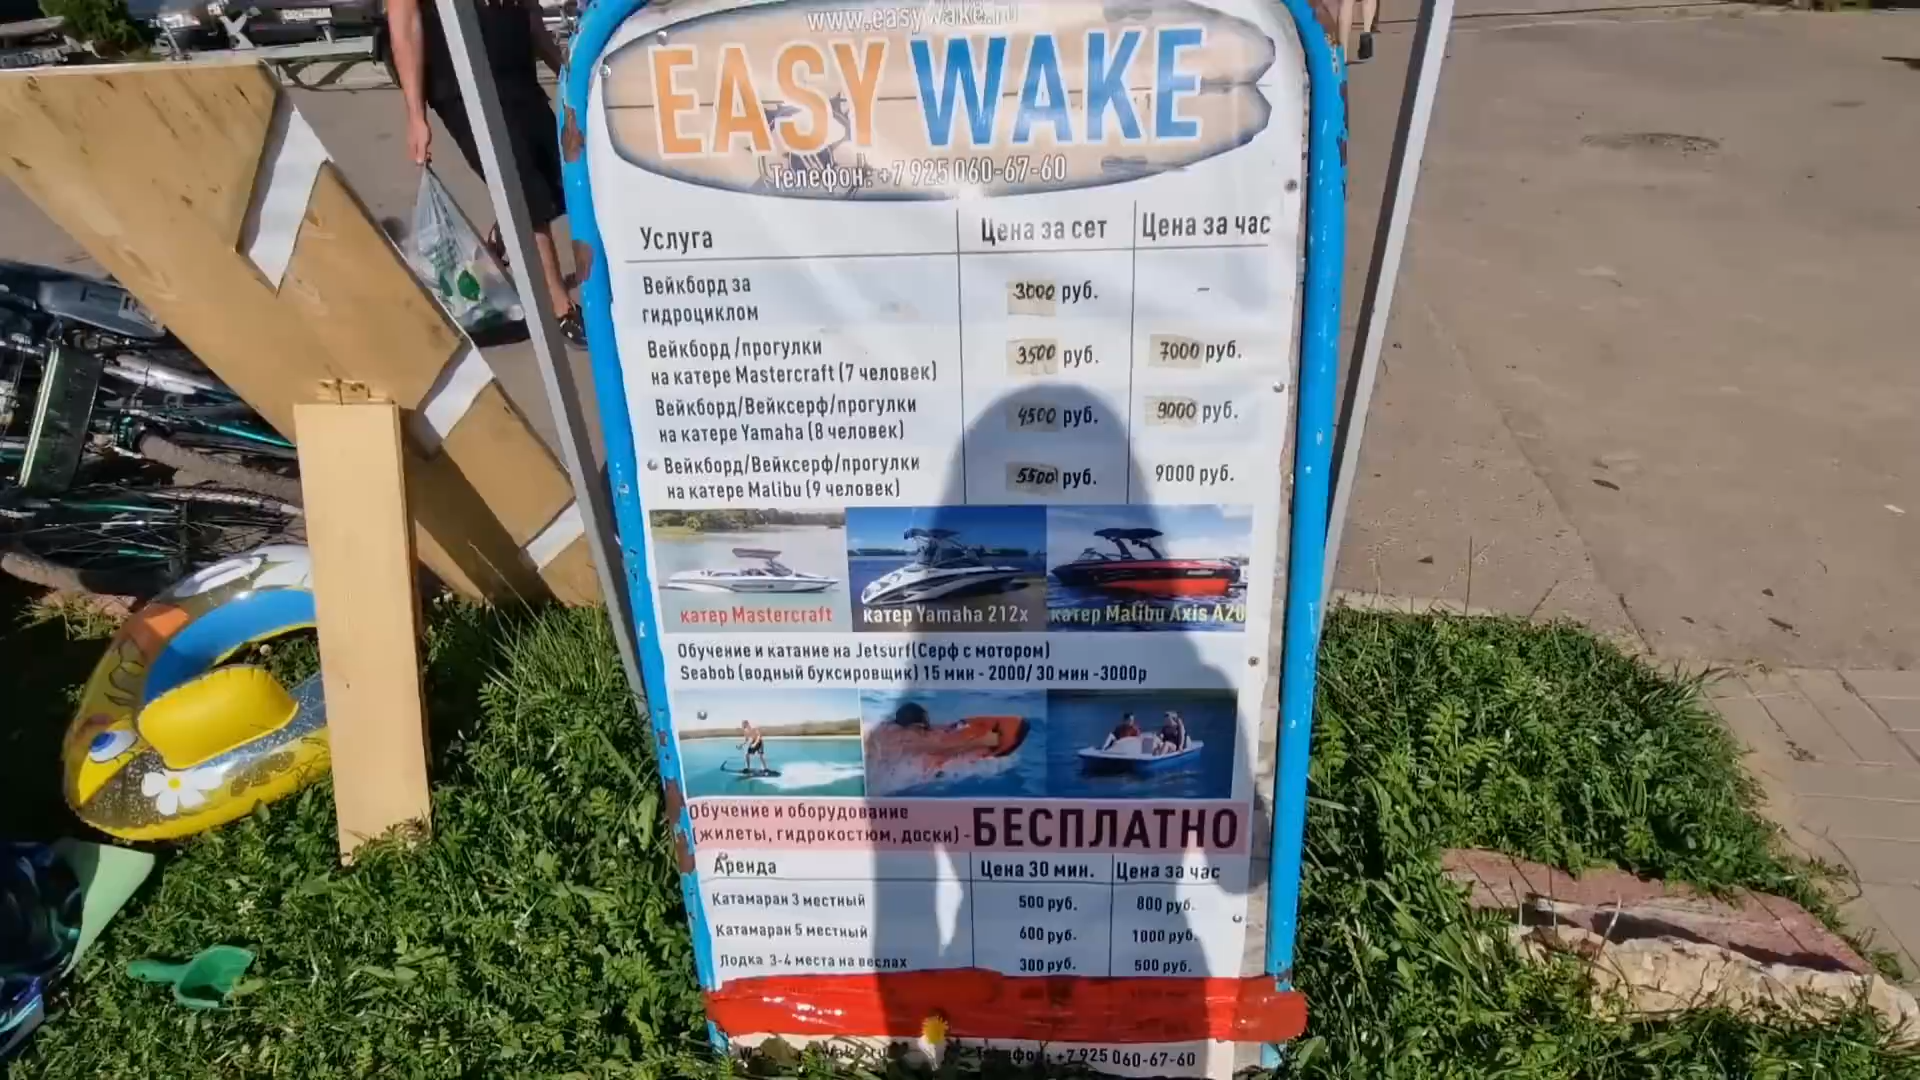 www.easywake.ru
EASY WAKE
Телефон: +7 925 060-67-60
Услуга Цена за сет Цена за час
Вейкборд за
гидроциклом 3000 руб. –
Вейкборд/прогулки
на катере Mastercraft (7 человек) 3500 руб. 7000 руб.
Вейкборд/Вейксерф/прогулки
на катере Yamaha (8 человек) 4500 руб. 9000 руб.
Вейкборд/Вейксерф/прогулки
на катере Malibu (9 человек) 5500 руб. 9000 руб.
катер Mastercraft катер Yamaha 212x катер Malibu Axis A20
Обучение и катание на Jetsurf(Серф с мотором)
Seabob (водный буксировщик) 15 мин - 2000/ 30 мин -3000р
Обучение и оборудование
(жилеты, гидрокостюм, доски) - БЕСПЛАТНО
Аренда Цена 30 мин. Цена за час
Катамаран 3 местный 500 руб. 800 руб.
Катамаран 5 местный 600 руб. 1000 руб.
Лодка 3-4 места на веслах 300 руб. 500 руб.
Телефон: +7 925 060-67-60